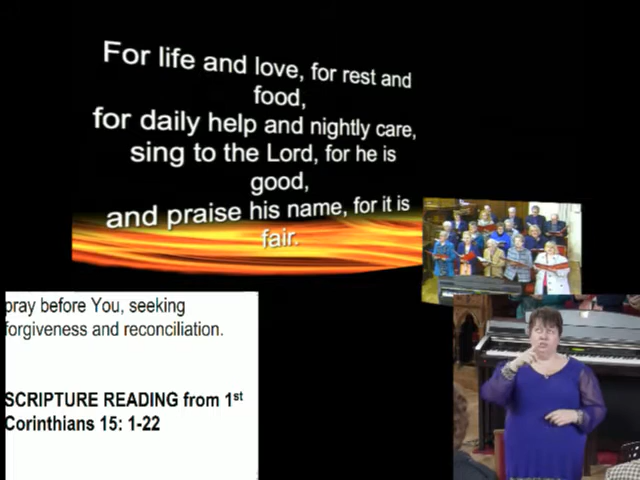 For life and love, for rest and
food,
for daily help and nightly care,
sing to the Lord, for he is
good,
and praise his name, for it is
fair.
pray before You, seeking
forgiveness and reconciliation.
SCRIPTURE READING from 1st
Corinthians 15: 1-22